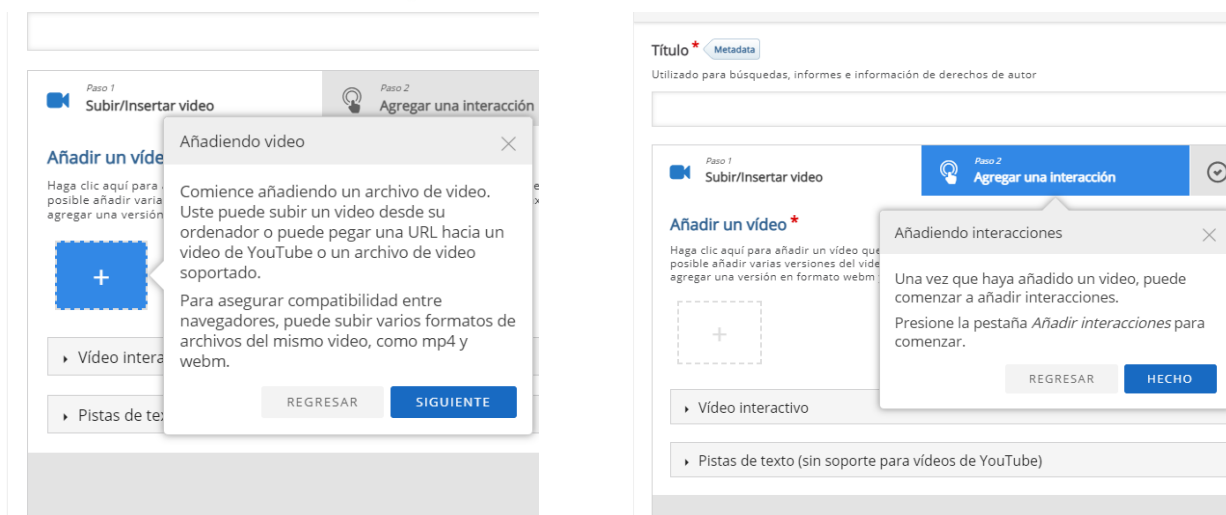 Paso 1
Subir/Insertar video
Paso 2
Agregar una interacción
Añadir un víde
Haga clic aquí para
posible añadir varia
agregar una versión
+
Añadiendo video
Comience añadiendo un archivo de video.
Uste puede subir un video desde su
ordenador o puede pegar una URL hacia un
video de YouTube o un archivo de video
soportado.
Para asegurar compatibilidad entre
navegadores, puede subir varios formatos de
archivos del mismo video, como mp4 y
webm.
REGRESAR
SIGUIENTE
Vídeo intera
Pistas de te
Título *
Metadata
Utilizado para búsquedas, informes e información de derechos de autor
Paso 1
Subir/Insertar video
Paso 2
Agregar una interacción
Añadir un vídeo *
Haga clic aquí para añadir un vídeo que
posible añadir varias versiones del vide
agregar una versión en formato webm
+
Añadiendo interacciones
Una vez que haya añadido un video, puede
comenzar a añadir interacciones.
Presione la pestaña Añadir interacciones para
comenzar.
REGRESAR
HECHO
Vídeo interactivo
Pistas de texto (sin soporte para vídeos de YouTube)